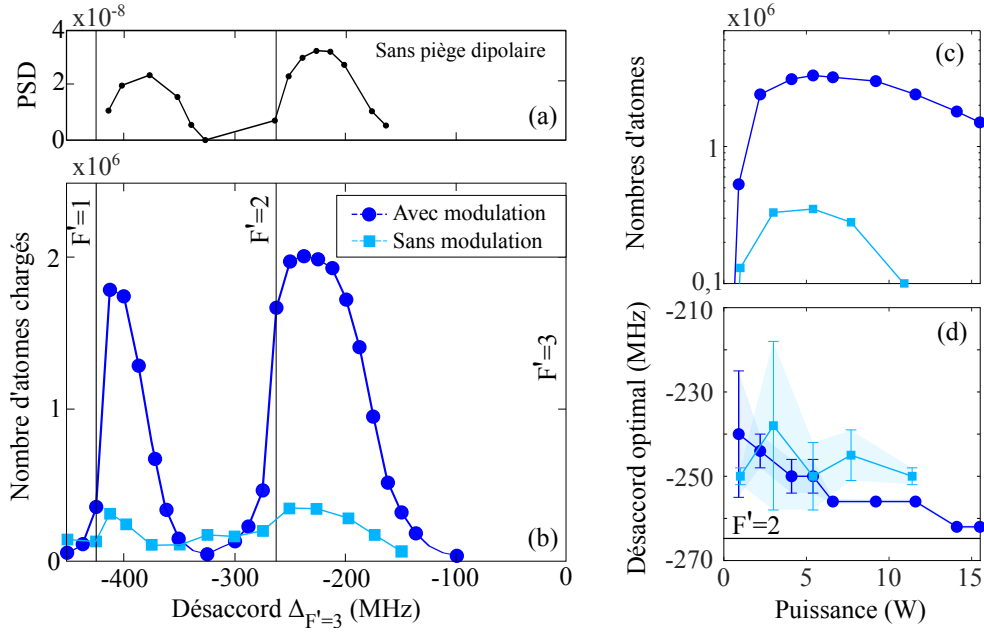 x10^-8
4
2
0
PSD
Sans piège dipolaire
(a)
x10^6
2
1
0
Nombre d'atomes chargés
F'=1
F'=2
F'=3
Avec modulation
Sans modulation
(b)
-400
-300
-200
-100
0
Désaccord Δ_F'=3 (MHz)
x10^6
1
0,1
Nombres d'atomes
(c)
-210
-230
-250
-270
Désaccord optimal (MHz)
(d)
F'=2
0
5
10
15
Puissance (W)